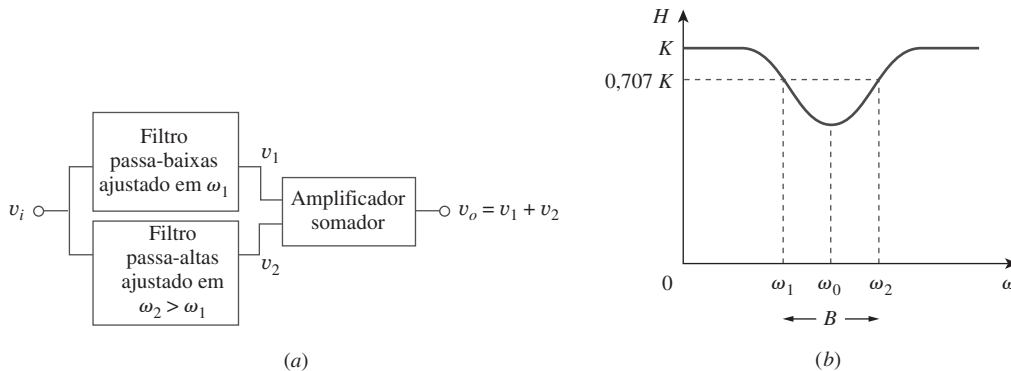 Filtro
passa-baixas
ajustado em ω1
v1
vi
Amplificador
somador
vo = v1 + v2
Filtro
passa-altas
ajustado em
ω2 > ω1
v2
(a)
H
K
0,707 K
0
ω1
ω0
ω2
ω
B
(b)